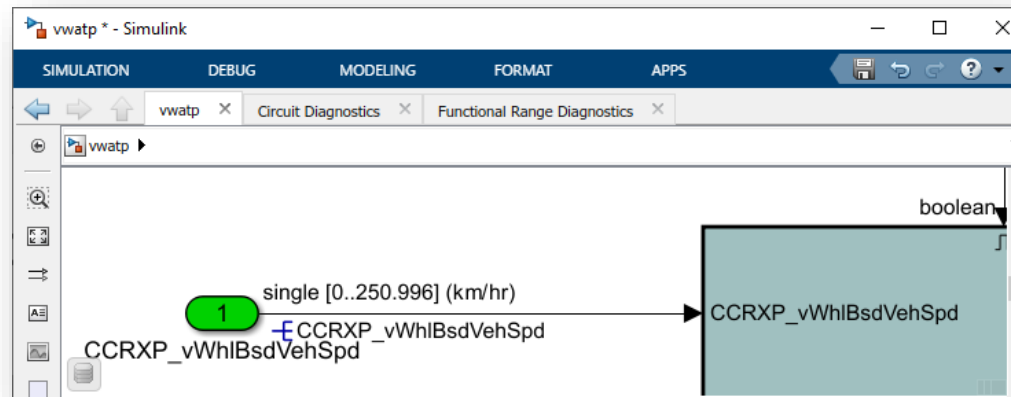 vwatp * - Simulink
SIMULATION DEBUG MODELING FORMAT APPS
vwatp Circuit Diagnostics Functional Range Diagnostics
vwatp
boolean
single [0..250.996] (km/hr)
1
CCRXP_vWhlBsdVehSpd
CCRXP_vWhlBsdVehSpd
CCRXP_vWhlBsdVehSpd